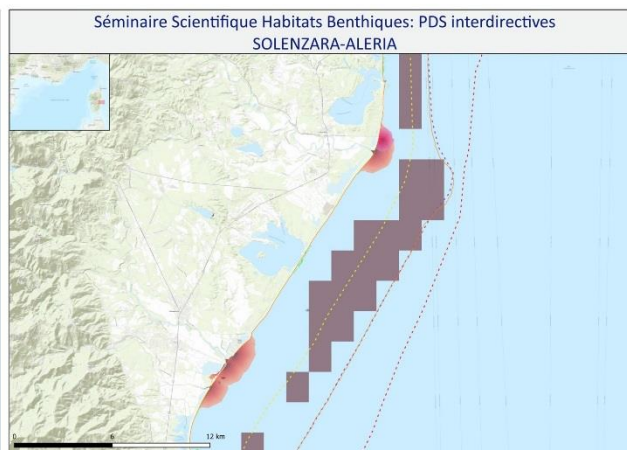 Séminaire Scientifique Habitats Benthiques: PDS interdirectives
SOLENZARA-ALERIA
0 6 12 km